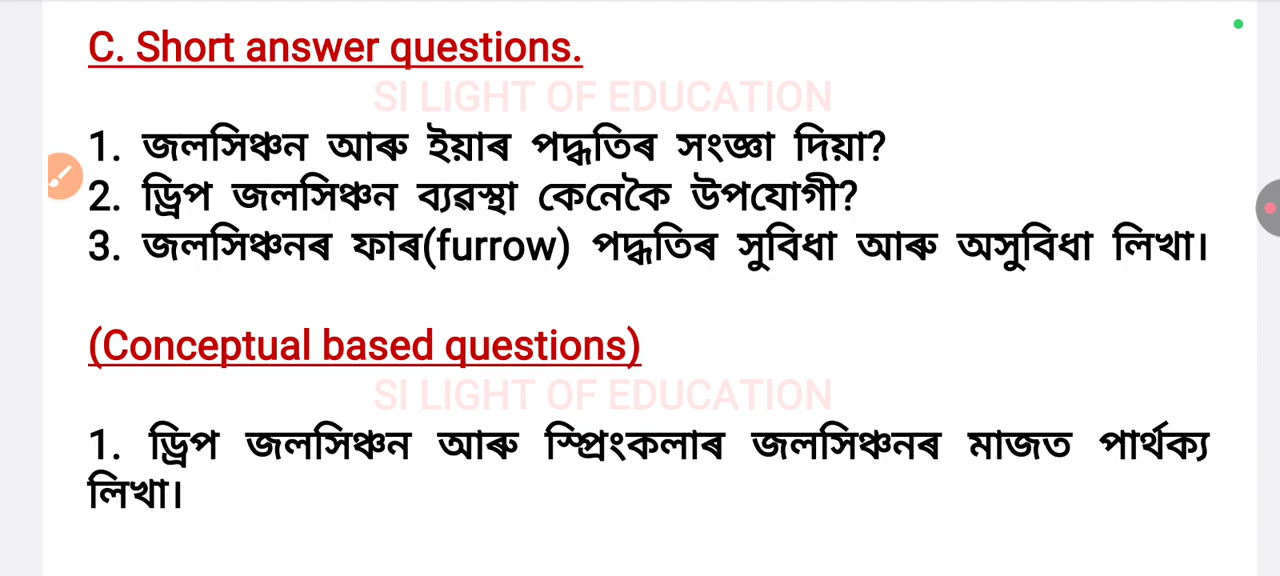 C. Short answer questions.
SI LIGHT OF EDUCATION
1. জলসিঞ্চন আৰু ইয়াৰ পদ্ধতিৰ সংজ্ঞা দিয়া?
2. ড্ৰিপ জলসিঞ্চন ব্যৱস্থা কেনেকৈ উপযোগী?
3. জলসিঞ্চনৰ ফাৰ(furrow) পদ্ধতিৰ সুবিধা আৰু অসুবিধা লিখা।
(Conceptual based questions)
SI LIGHT OF EDUCATION
1. ড্ৰিপ জলসিঞ্চন আৰু স্প্ৰিংকলাৰ জলসিঞ্চনৰ মাজত পাৰ্থক্য
লিখা।